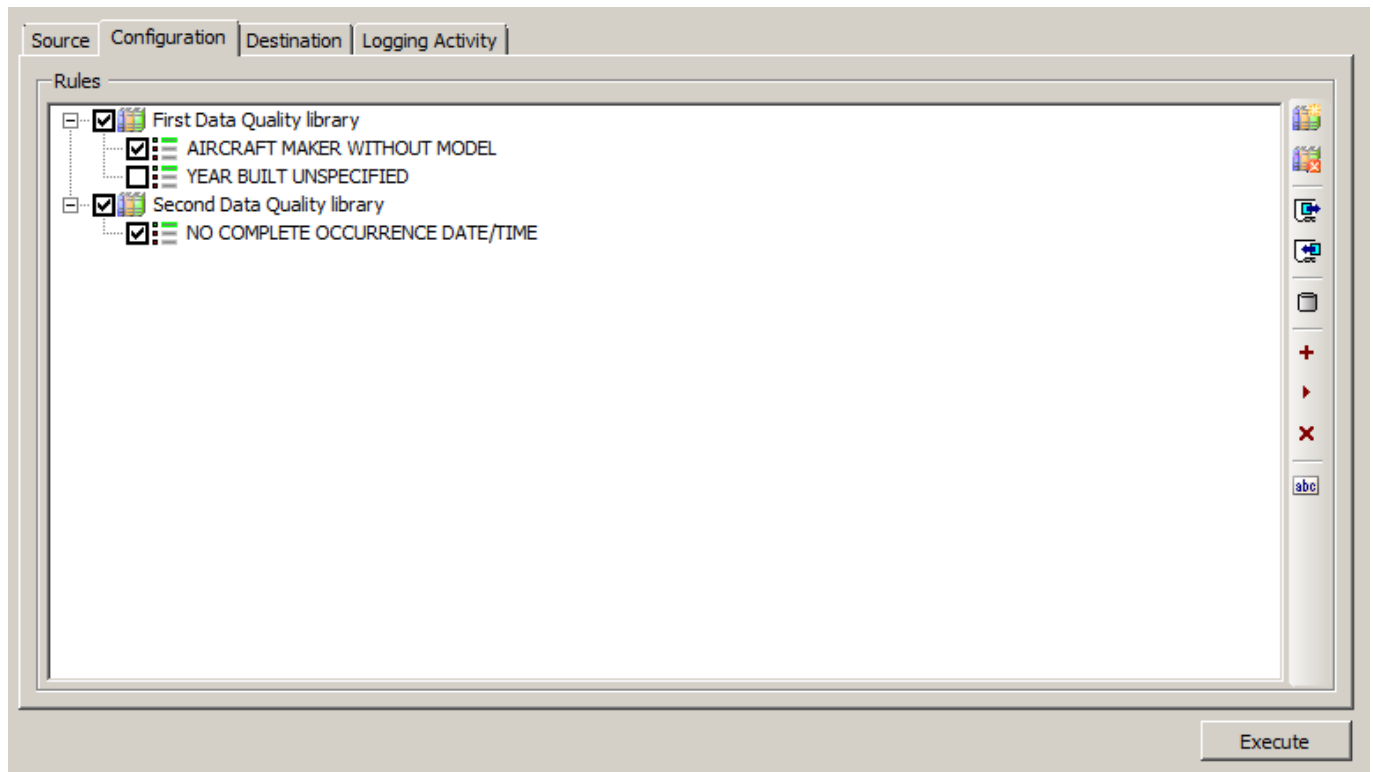 Source Configuration Destination Logging Activity
Rules
First Data Quality library
AIRCRAFT MAKER WITHOUT MODEL
YEAR BUILT UNSPECIFIED
Second Data Quality library
NO COMPLETE OCCURRENCE DATE/TIME
abc
Execute